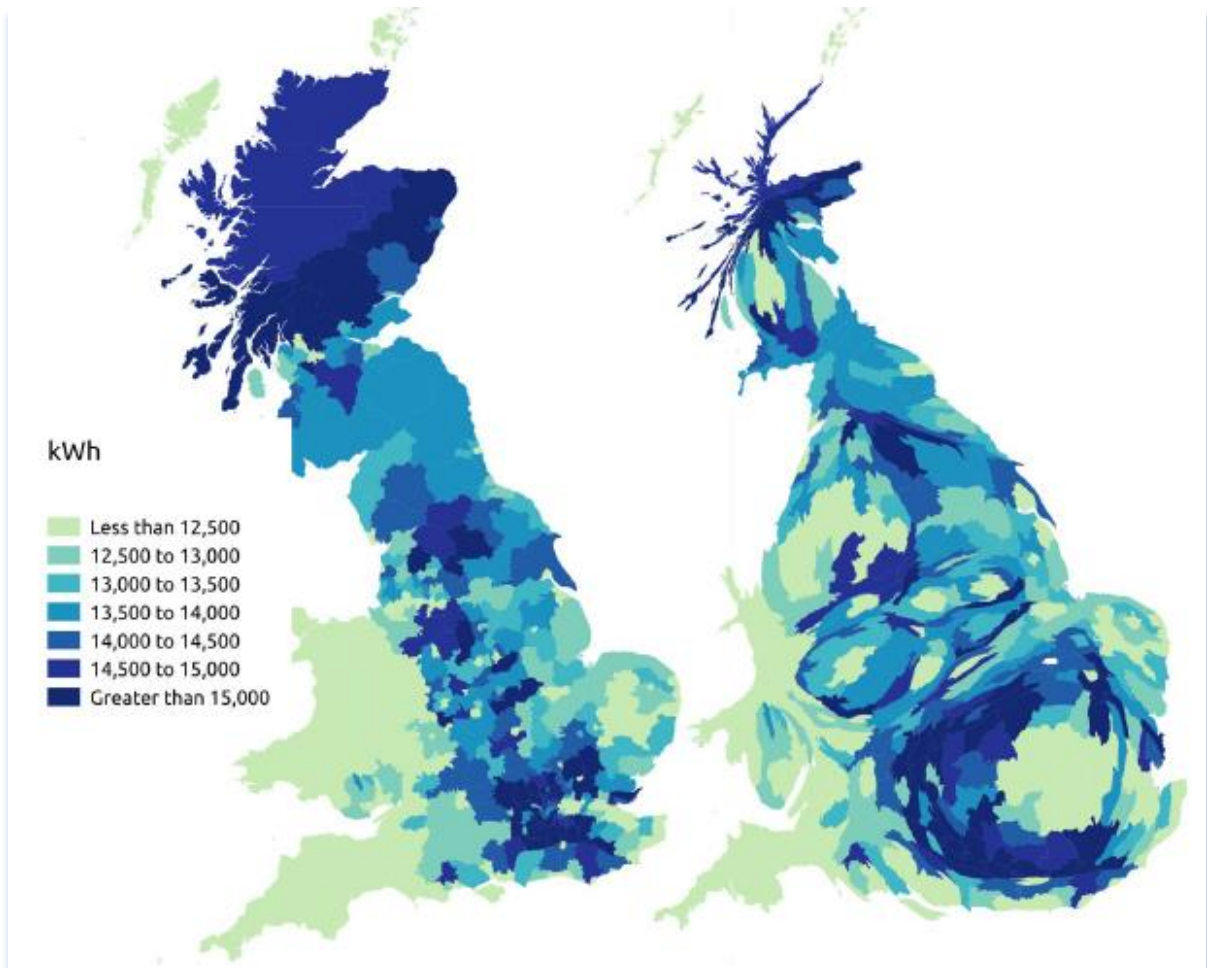 kWh
Less than 12,500
12,500 to 13,000
13,000 to 13,500
13,500 to 14,000
14,000 to 14,500
14,500 to 15,000
Greater than 15,000